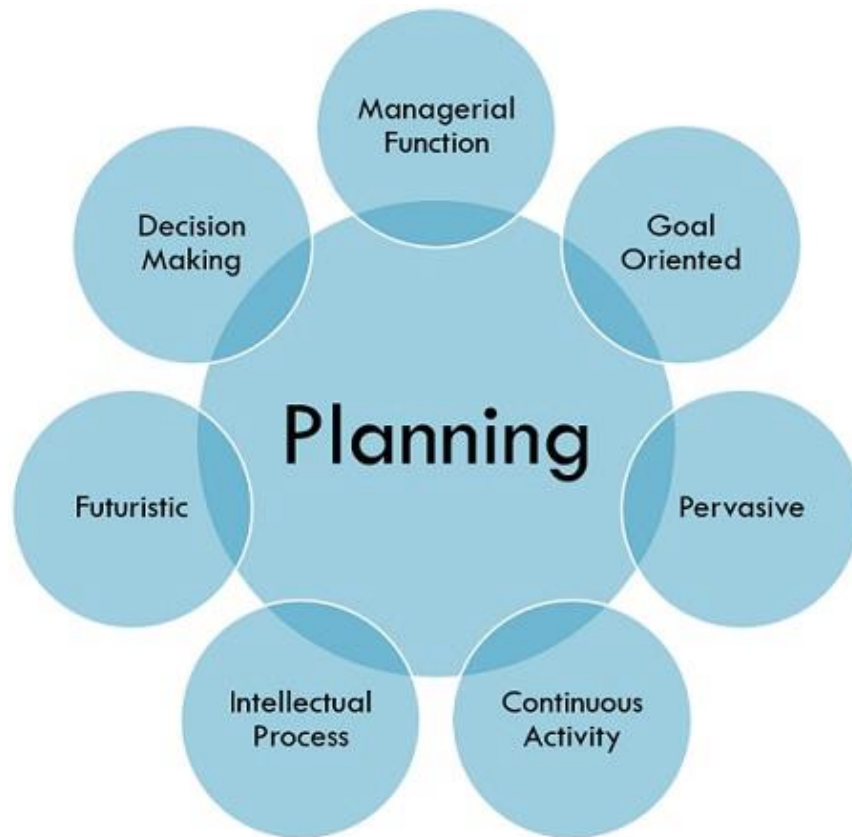 Managerial
Function
Decision
Making
Goal
Oriented
Planning
Futuristic
Pervasive
Intellectual
Process
Continuous
Activity